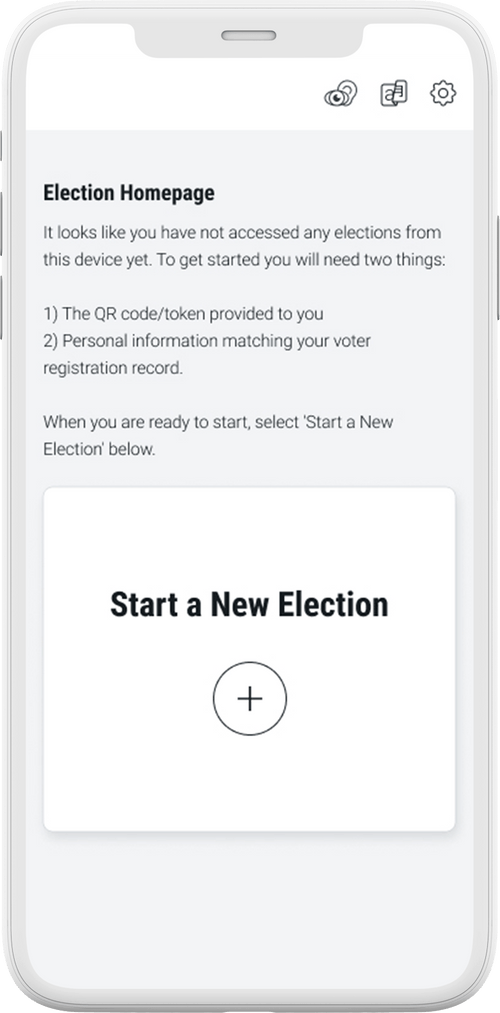 Election Homepage
It looks like you have not accessed any elections from
this device yet. To get started you will need two things:
1) The QR code/token provided to you
2) Personal information matching your voter
registration record.
When you are ready to start, select 'Start a New
Election' below.
Start a New Election